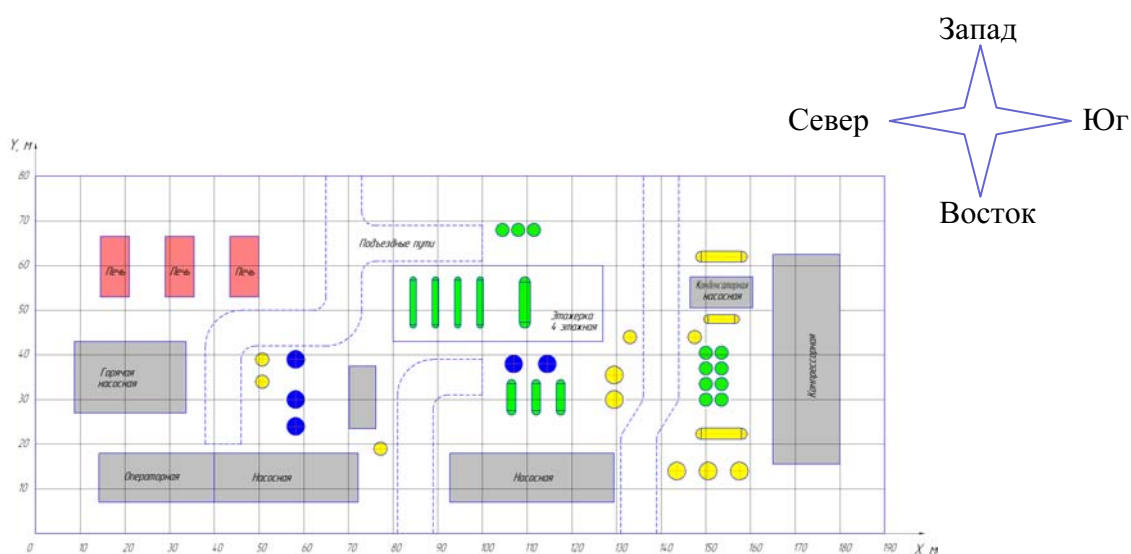 Запад
Север
Юг
Восток
Y, м
80
70
60
50
40
30
20
10
Печь
Печь
Печь
Подъездные пути
Конденсаторная
насосная
Этажерка
4 этажная
Горячая
насосная
Компрессорная
Операторная
Насосная
Насосная
0
10
20
30
40
50
60
70
80
90
100
110
120
130
140
150
160
170
180
190
X, м